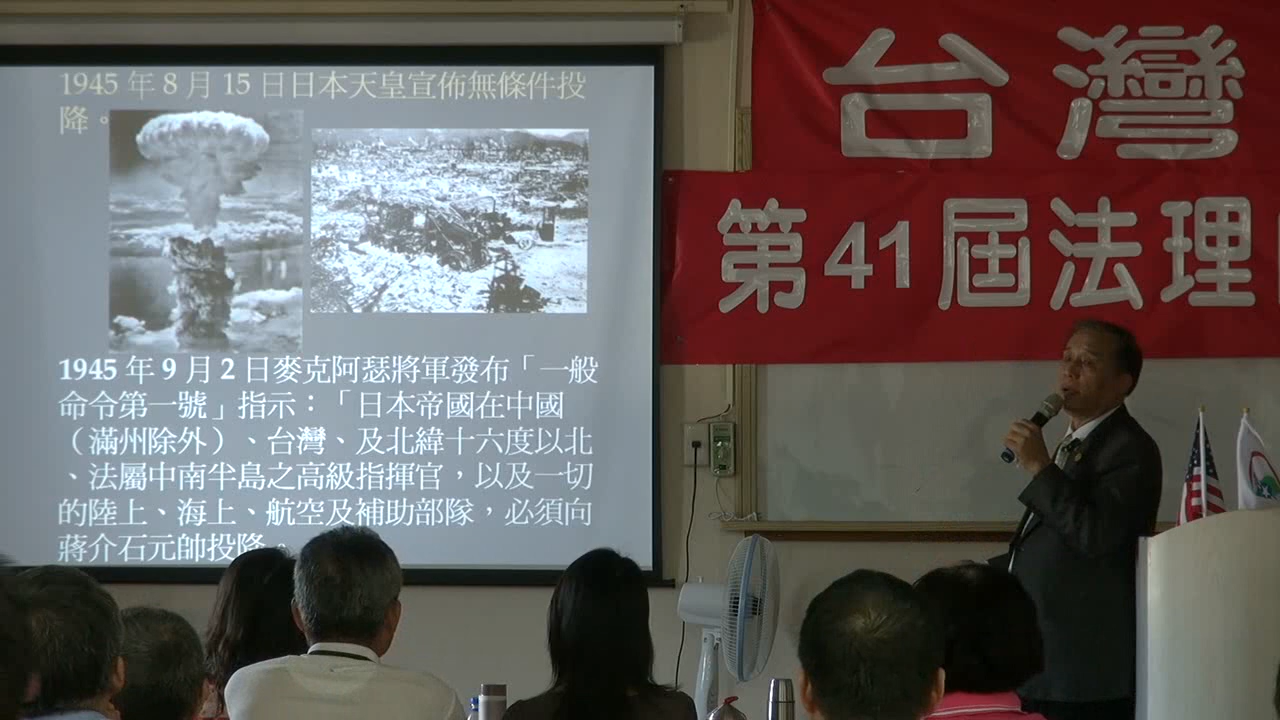 1945 年 8 月 15 日日本天皇宣佈無條件投
降。
1945 年 9 月 2 日麥克阿瑟將軍發布「一般
命令第一號」指示：「日本帝國在中國
（滿州除外）、台灣、及北緯十六度以北
、法屬中南半島之高級指揮官，以及一切
的陸上、海上、航空及補助部隊，必須向
蔣介石元帥投降。
台灣
第41屆法理